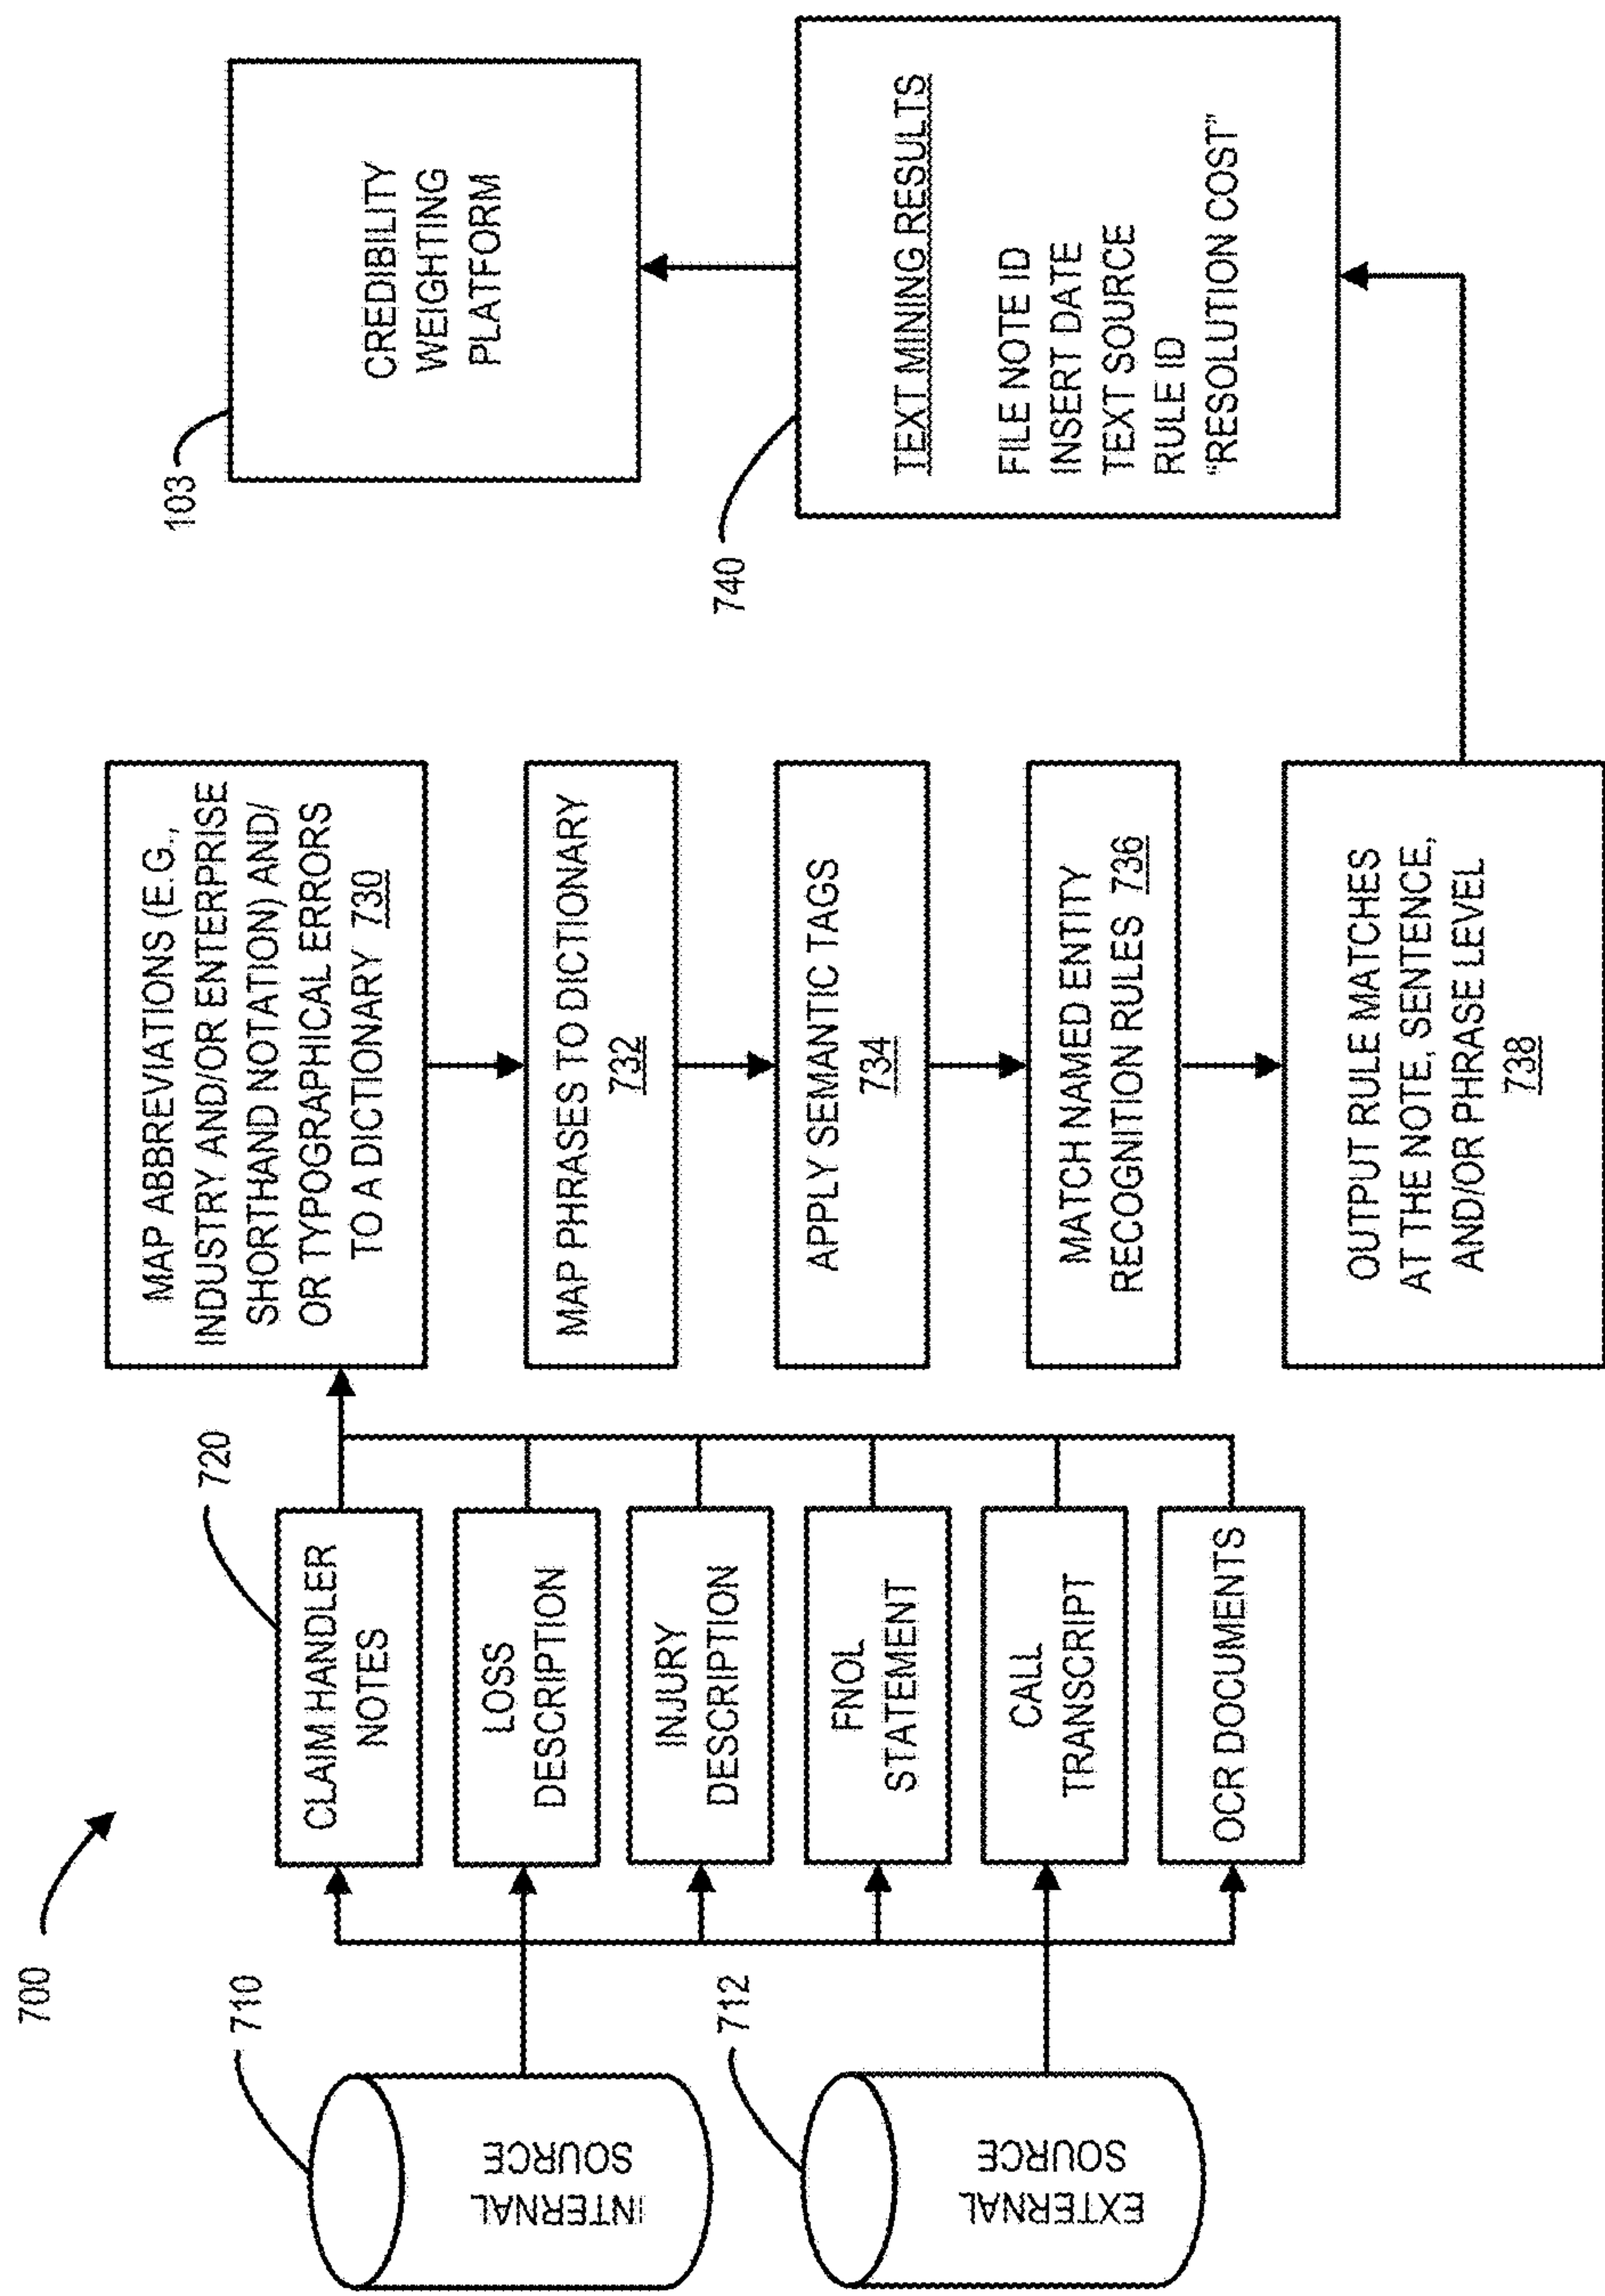 700
710
INTERNAL
SOURCE
712
EXTERNAL
SOURCE
720
CLAIM HANDLER
NOTES
LOSS
DESCRIPTION
INJURY
DESCRIPTION
FNOL
STATEMENT
CALL
TRANSCRIPT
OCR DOCUMENTS
MAP ABBREVIATIONS (E.G.,
INDUSTRY AND/OR ENTERPRISE
SHORTHAND NOTATION) AND/
OR TYPOGRAPHICAL ERRORS
TO A DICTIONARY 730
MAP PHRASES TO DICTIONARY
732
APPLY SEMANTIC TAGS
734
MATCH NAMED ENTITY
RECOGNITION RULES 736
OUTPUT RULE MATCHES
AT THE NOTE, SENTENCE,
AND/OR PHRASE LEVEL
738
103
CREDIBILITY
WEIGHTING
PLATFORM
740
TEXT MINING RESULTS
FILE NOTE ID
INSERT DATE
TEXT SOURCE
RULE ID
"RESOLUTION COST"